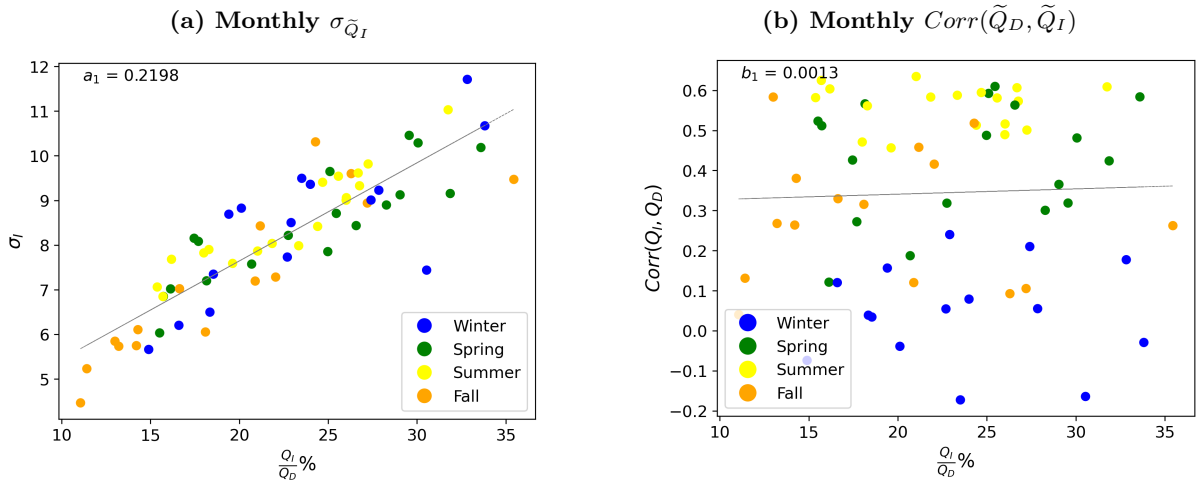 (a) Monthly σ_{Q̃_I}
a₁ = 0.2198
12
11
10
9
8
7
6
5
σ_I
10 15 20 25 30 35
Q_I/Q_D %
Winter
Spring
Summer
Fall
(b) Monthly Corr(Q̃_D, Q̃_I)
b₁ = 0.0013
0.6
0.5
0.4
0.3
0.2
0.1
0.0
−0.1
−0.2
Corr(Q_I, Q_D)
10 15 20 25 30 35
Q_I/Q_D %
Winter
Spring
Summer
Fall